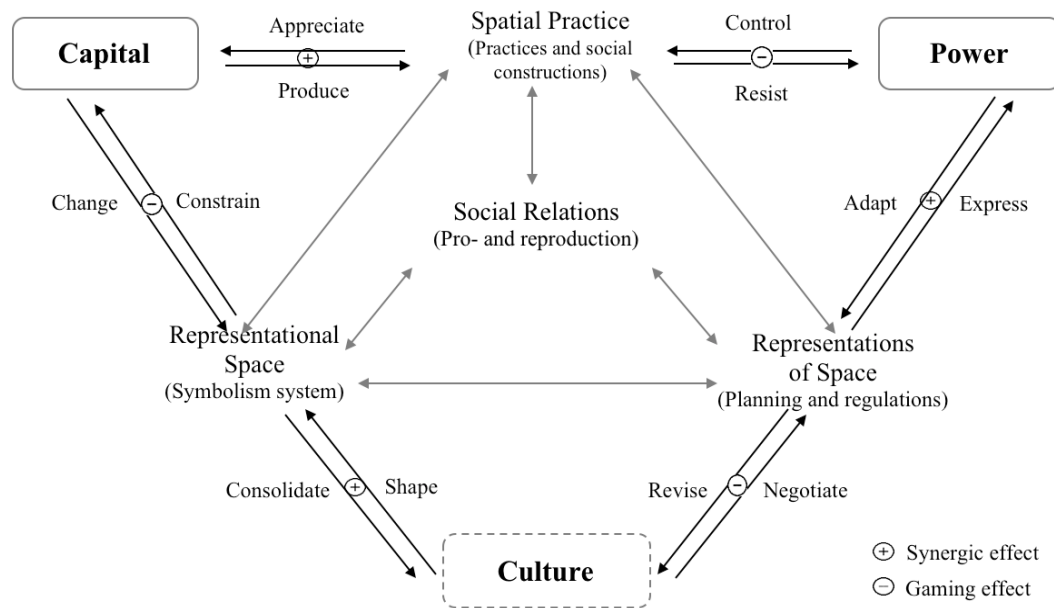 Capital
Appreciate
+
Produce
Spatial Practice
(Practices and social
constructions)
Control
−
Resist
Power
Change
−
Constrain
Social Relations
(Pro- and reproduction)
Adapt
+
Express
Representational
Space
(Symbolism system)
Representations
of Space
(Planning and regulations)
Consolidate
+
Shape
Revise
−
Negotiate
Culture
+ Synergic effect
− Gaming effect